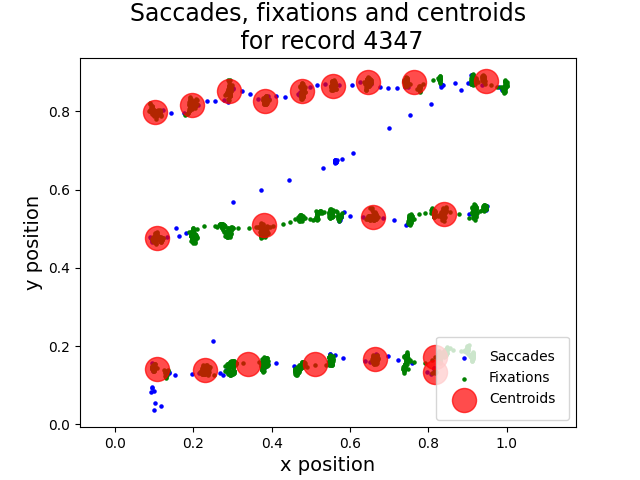 Saccades, fixations and centroids
for record 4347
y position
0.8
0.6
0.4
0.2
0.0
Saccades
Fixations
Centroids
0.0 0.2 0.4 0.6 0.8 1.0
x position